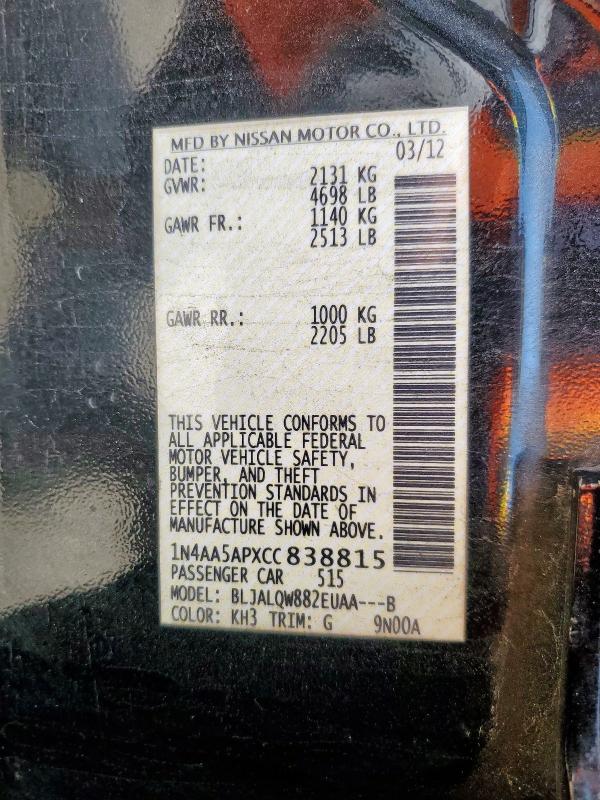 MFD BY NISSAN MOTOR CO., LTD.
DATE: 03/12
GVWR: 2131 KG
4698 LB
GAWR FR.: 1140 KG
2513 LB
GAWR RR.: 1000 KG
2205 LB
THIS VEHICLE CONFORMS TO
ALL APPLICABLE FEDERAL
MOTOR VEHICLE SAFETY,
BUMPER, AND THEFT
PREVENTION STANDARDS IN
EFFECT ON THE DATE OF
MANUFACTURE SHOWN ABOVE.
1N4AA5APXCC838815
PASSENGER CAR 515
MODEL: BLJALQW882EUAA---B
COLOR: KH3 TRIM: G 9N00A